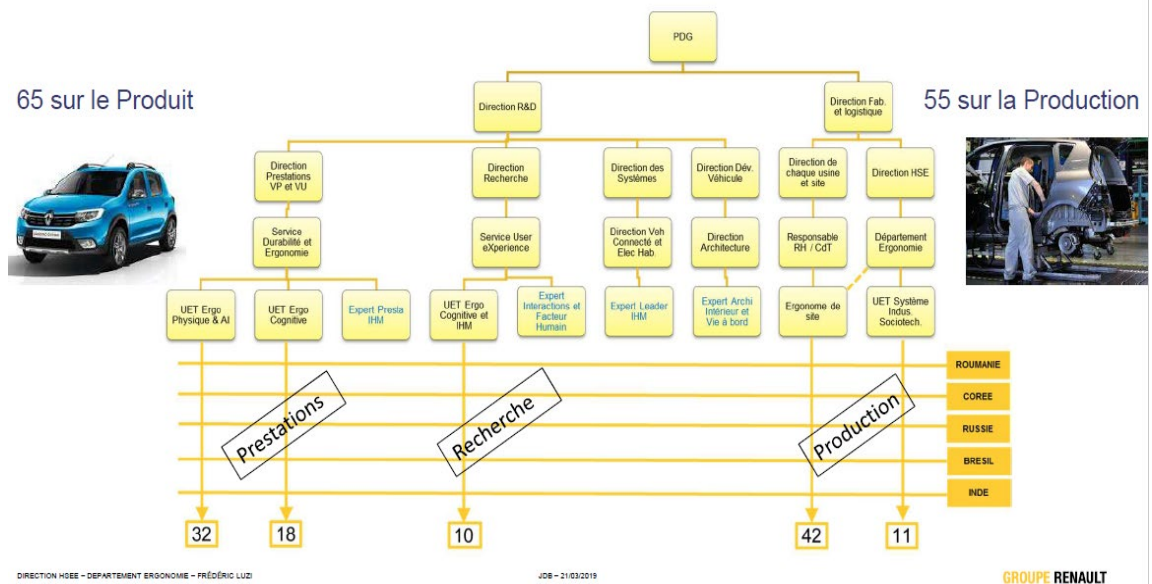 PDG
65 sur le Produit
55 sur la Production
Direction R&D
Direction Fab.
et logistique
Direction
Prestations
VP et VU
Direction
Recherche
Direction des
Systèmes
Direction Dév.
Véhicule
Direction de
chaque usine
et site
Direction HSE
Service
Durabilité et
Ergonomie
Service User
eXperience
Direction Veh
Connecté et
Elec Hab.
Direction
Architecture
Responsable
RH / CdT
Département
Ergonomie
UET Ergo
Physique & AI
UET Ergo
Cognitive
Expert Presta
IHM
UET Ergo
Cognitive et
IHM
Expert
Interactions et
Facteur
Humain
Expert Leader
IHM
Expert Archi
Intérieur et
Vie à bord
Ergonome de
site
UET Système
Indus.
Sociotech.
ROUMANIE
COREE
RUSSIE
BRESIL
INDE
Prestations
Recherche
Production
32
18
10
42
11
DIRECTION HSEE – DEPARTEMENT ERGONOMIE – FRÉDÉRIC LUZI
JDB – 21/03/2019
GROUPE RENAULT